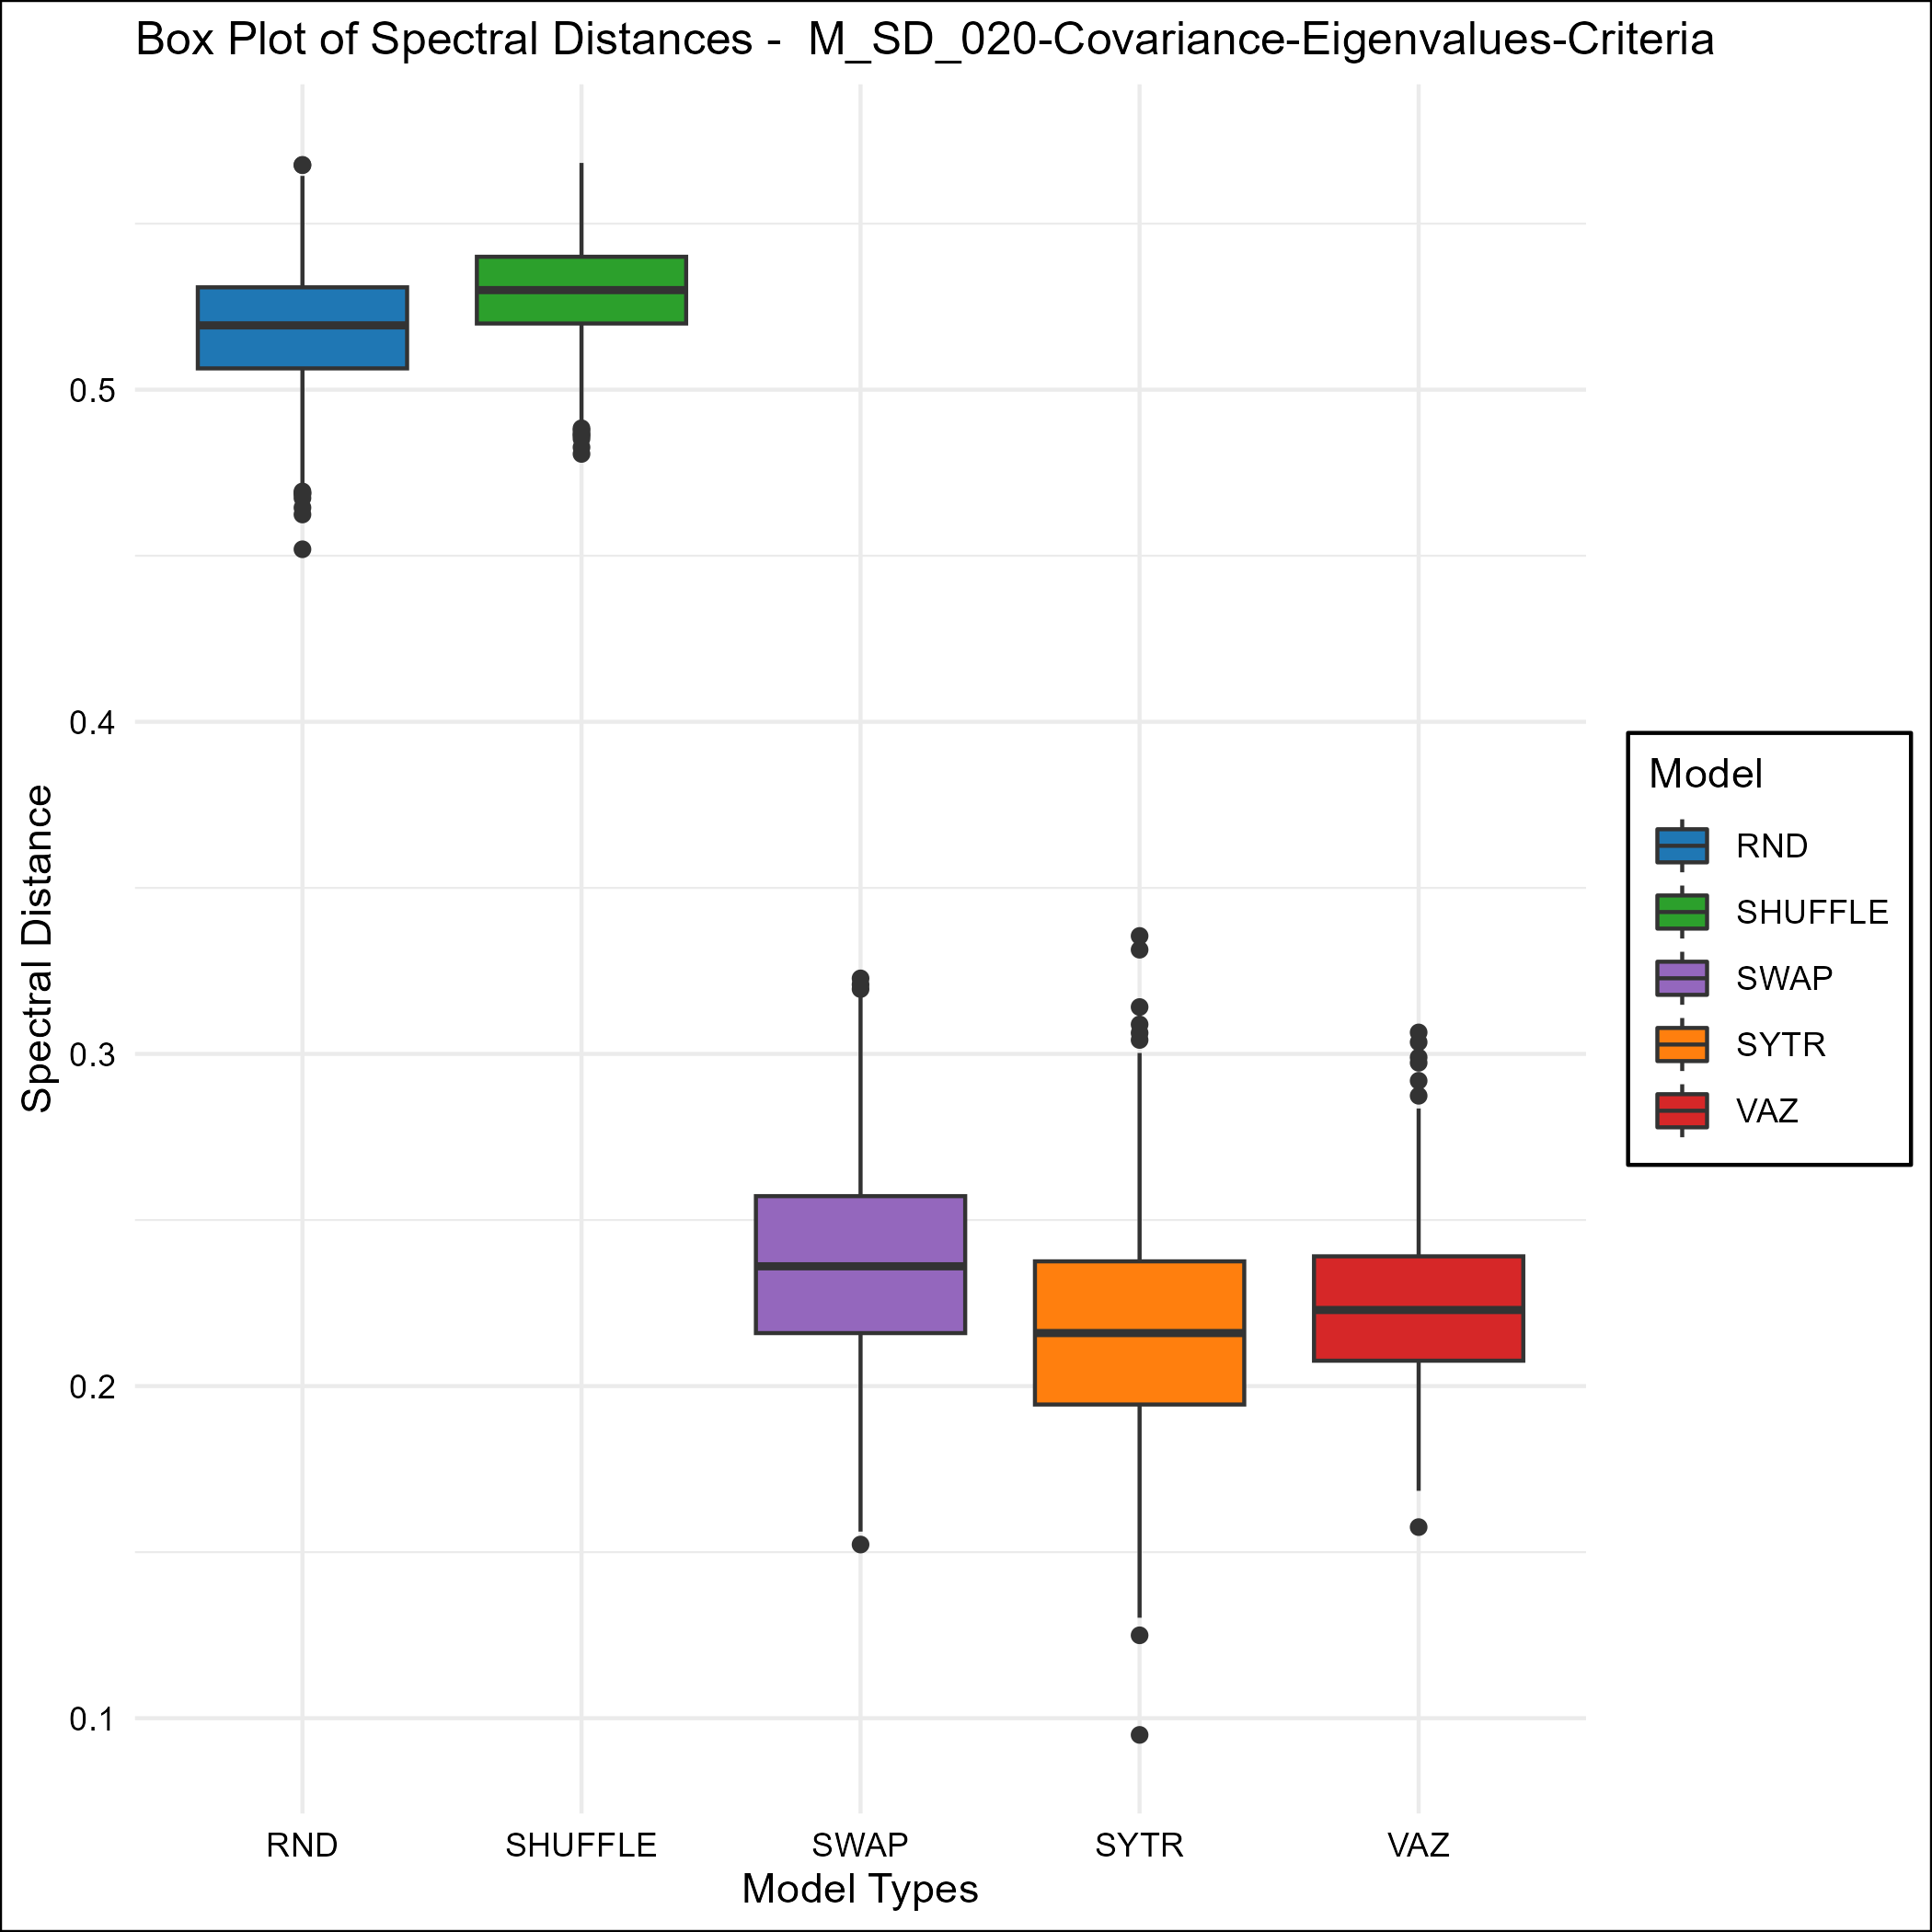 Box Plot of Spectral Distances -  M_SD_020-Covariance-Eigenvalues-Criteria
Spectral Distance
0.5
0.4
0.3
0.2
0.1
RND
SHUFFLE
SWAP
SYTR
VAZ
Model Types
Model
RND
SHUFFLE
SWAP
SYTR
VAZ